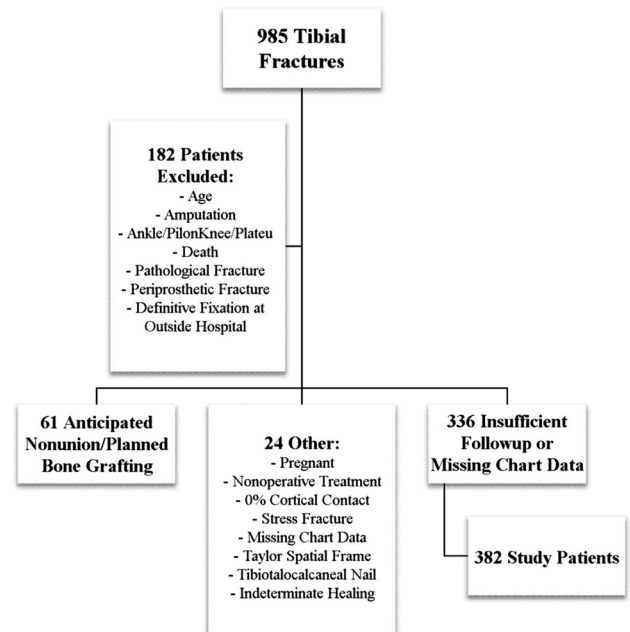 985 Tibial
Fractures
182 Patients
Excluded:
- Age
- Amputation
- Ankle/PilonKnee/Plateu
- Death
- Pathological Fracture
- Periprosthetic Fracture
- Definitive Fixation at
Outside Hospital
61 Anticipated
Nonunion/Planned
Bone Grafting
24 Other:
- Pregnant
- Nonoperative Treatment
- 0% Cortical Contact
- Stress Fracture
- Missing Chart Data
- Taylor Spatial Frame
- Tibiotalocalcaneal Nail
- Indeterminate Healing
336 Insufficient
Followup or
Missing Chart Data
382 Study Patients